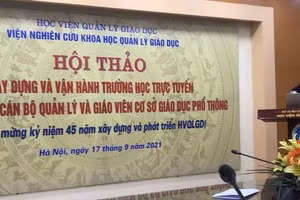 HỌC VIỆN QUẢN LÝ GIÁO DỤC
VIỆN NGHIÊN CỨU KHOA HỌC QUẢN LÝ GIÁO DỤC
HỘI THẢO
ÂY DỰNG VÀ VẬN HÀNH TRƯỜNG HỌC TRỰC TUYẾN
CÁN BỘ QUẢN LÝ VÀ GIÁO VIÊN CƠ SỞ GIÁO DỤC PHỔ THÔNG
mừng kỷ niệm 45 năm xây dựng và phát triển HVQLGD)
Hà Nội, ngày 17 tháng 9 năm 2021